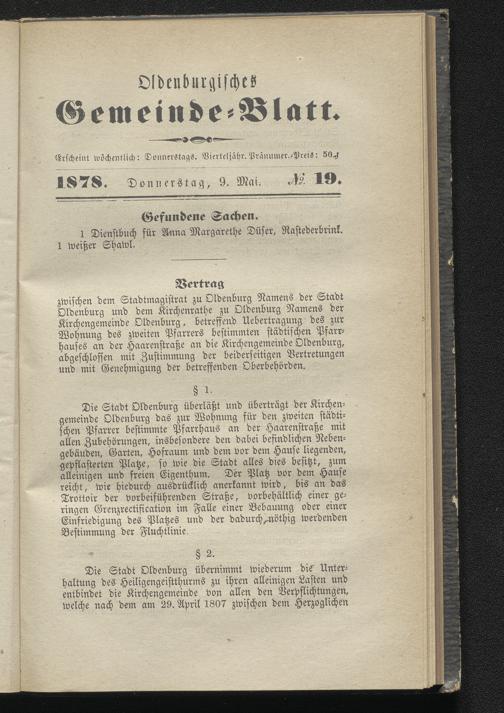 Oldenburgisches
Gemeinde-Blatt.
Erscheint wöchentlich: Donnerstags. Vierteljähr. Pränumer.-Preis: 50 ₰
1878. Donnerstag, 9. Mai. № 19.
Gefundene Sachen.
1 Dienstbuch für Anna Margarethe Düser, Rastederbrink.
1 weißer Shawl.
Vertrag
zwischen dem Stadtmagistrat zu Oldenburg Namens der Stadt
Oldenburg und dem Kirchenrathe zu Oldenburg Namens der
Kirchengemeinde Oldenburg, betreffend Uebertragung des zur
Wohnung des zweiten Pfarrers bestimmten städtischen Pfarr-
hauses an der Haarenstraße an die Kirchengemeinde Oldenburg,
abgeschlossen mit Zustimmung der beiderseitigen Vertretungen
und mit Genehmigung der betreffenden Oberbehörden.
§ 1.
Die Stadt Oldenburg überläßt und überträgt der Kirchen-
gemeinde Oldenburg das zur Wohnung für den zweiten städti-
schen Pfarrer bestimmte Pfarrhaus an der Haarenstraße mit
allen Zubehörungen, insbesondere den dabei befindlichen Neben-
gebäuden, Garten, Hofraum und dem vor dem Hause liegenden,
gepflasterten Platze, so wie die Stadt alles dies besitzt, zum
alleinigen und freien Eigenthum. Der Platz vor dem Hause
reicht, wie hiedurch ausdrücklich anerkannt wird, bis an das
Trottoir der vorbeiführenden Straße, vorbehältlich einer ge-
ringen Grenzrectification im Falle einer Bebauung oder einer
Einfriedigung des Platzes und der dadurch nöthig werdenden
Bestimmung der Fluchtlinie
§ 2.
Die Stadt Oldenburg übernimmt wiederum die Unter-
haltung des Heiligengeistthurms zu ihren alleinigen Lasten und
entbindet die Kirchengemeinde von allen den Verpflichtungen,
welche nach dem am 29. April 1807 zwischen dem Herzoglichen